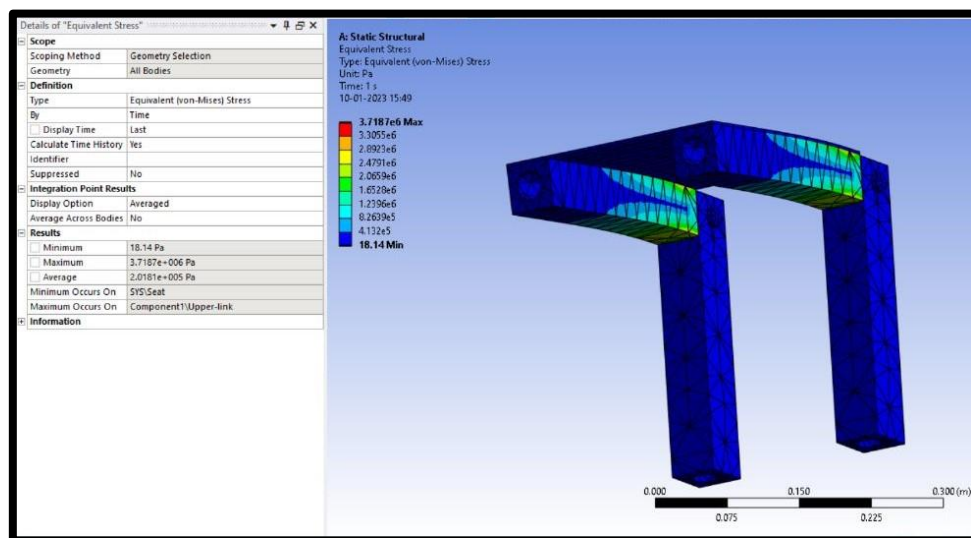 Details of "Equivalent Stress"
Scope
Scoping Method Geometry Selection
Geometry All Bodies
Definition
Type Equivalent (von-Mises) Stress
By Time
Display Time Last
Calculate Time History Yes
Identifier
Suppressed No
Integration Point Results
Display Option Averaged
Average Across Bodies No
Results
Minimum 18.14 Pa
Maximum 3.7187e+006 Pa
Average 2.0181e+005 Pa
Minimum Occurs On SYS\Seat
Maximum Occurs On Component1\Upper-link
Information
A: Static Structural
Equivalent Stress
Type: Equivalent (von-Mises) Stress
Unit: Pa
Time: 1 s
10-01-2023 15:49
3.7187e6 Max
3.3055e6
2.8923e6
2.4791e6
2.0659e6
1.6528e6
1.2396e6
8.2639e5
4.132e5
18.14 Min
0.000 0.150 0.300 (m)
0.075 0.225